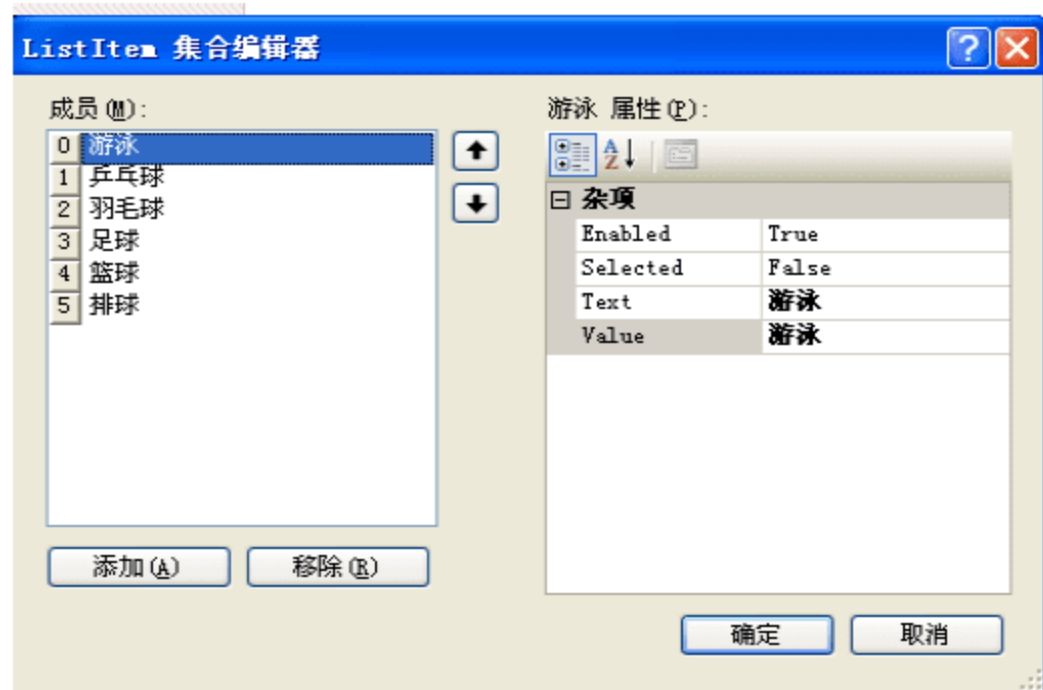 ListItem 集合编辑器
成员(M):
0 游泳
1 乒乓球
2 羽毛球
3 足球
4 篮球
5 排球
添加(A) 移除(R)
游泳 属性(P):
杂项
Enabled True
Selected False
Text 游泳
Value 游泳
确定 取消